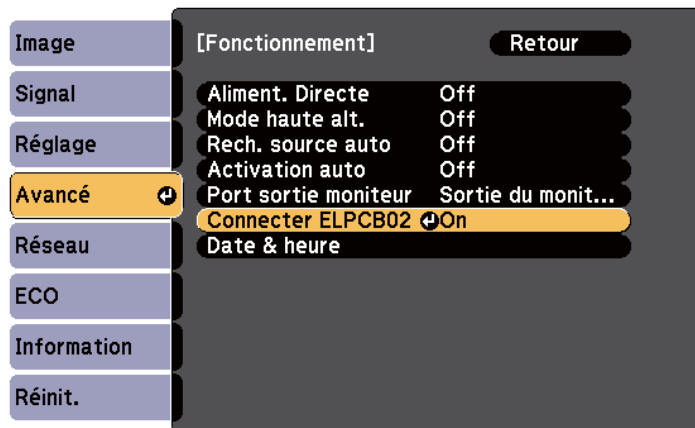 Image
Signal
Réglage
Avancé
Réseau
ECO
Information
Réinit.
[Fonctionnement] Retour
Aliment. Directe Off
Mode haute alt. Off
Rech. source auto Off
Activation auto Off
Port sortie moniteur Sortie du monit...
Connecter ELPCB02 On
Date & heure